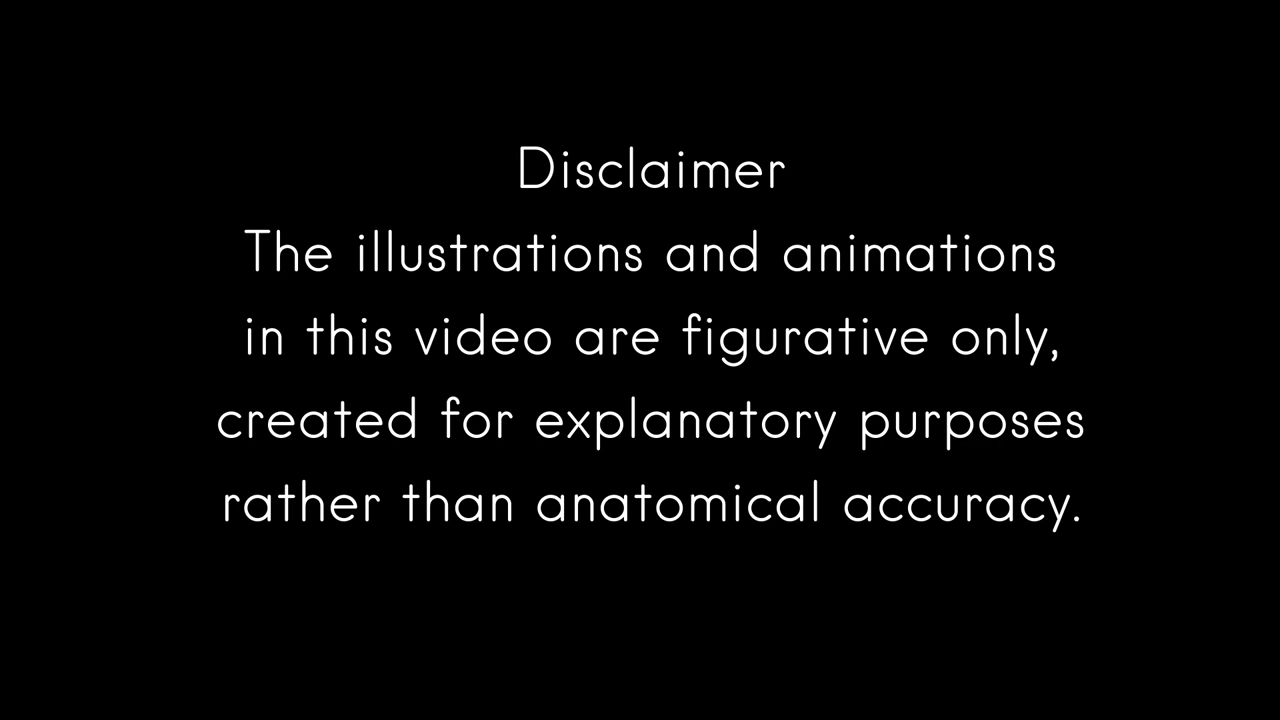 Disclaimer
The illustrations and animations
in this video are figurative only,
created for explanatory purposes
rather than anatomical accuracy.